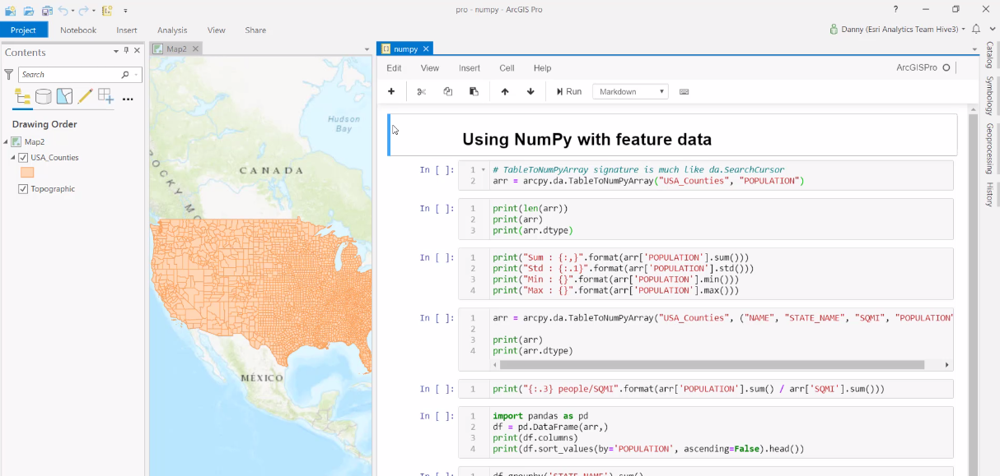 pro - numpy - ArcGIS Pro
?
Project
Notebook
Insert
Analysis
View
Share
Danny (Esri Analytics Team Hive3)
Contents
Search
Drawing Order
Map2
USA_Counties
Topographic
Map2
Hudson
Bay
CANADA
ROCKY M
MÉXICO
numpy
Edit
View
Insert
Cell
Help
ArcGISPro
Run
Markdown
Using NumPy with feature data
In [ ]:
1 # TableToNumPyArray signature is much like da.SearchCursor
2 arr = arcpy.da.TableToNumPyArray("USA_Counties", "POPULATION")
In [ ]:
1 print(len(arr))
2 print(arr)
3 print(arr.dtype)
In [ ]:
1 print("Sum : {:,}".format(arr['POPULATION'].sum()))
2 print("Std : {:.1}".format(arr['POPULATION'].std()))
3 print("Min : {}".format(arr['POPULATION'].min()))
4 print("Max : {}".format(arr['POPULATION'].max()))
In [ ]:
1 arr = arcpy.da.TableToNumPyArray("USA_Counties", ("NAME", "STATE_NAME", "SQMI", "POPULATION"
2
3 print(arr)
4 print(arr.dtype)
In [ ]:
1 print("{:.3} people/SQMI".format(arr['POPULATION'].sum() / arr['SQMI'].sum()))
In [ ]:
1 import pandas as pd
2 df = pd.DataFrame(arr,)
3 print(df.columns)
4 print(df.sort_values(by='POPULATION', ascending=False).head())
In [ ]:
1 df.groupby('STATE_NAME').sum()
Catalog
Symbology
Geoprocessing
History